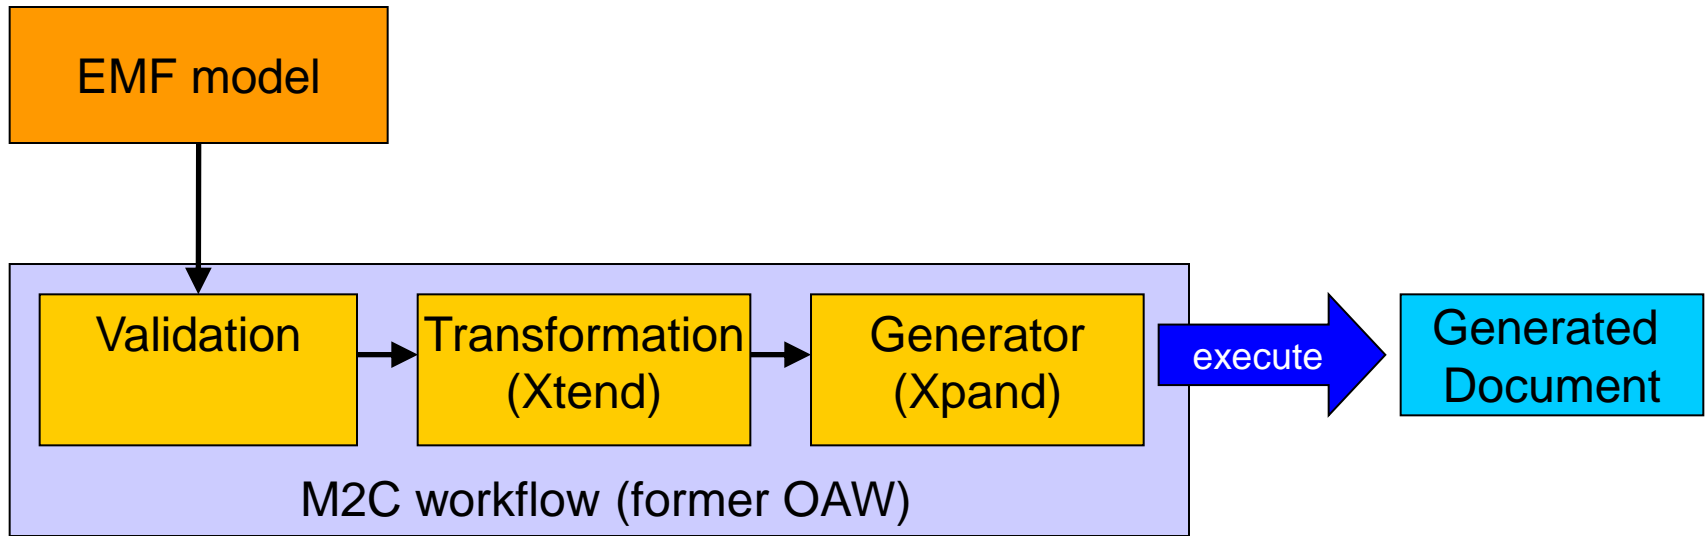 EMF model
Validation
Transformation
(Xtend)
Generator
(Xpand)
execute
Generated
Document
M2C workflow (former OAW)